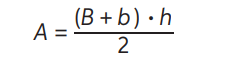 A = (B + b) · h / 2